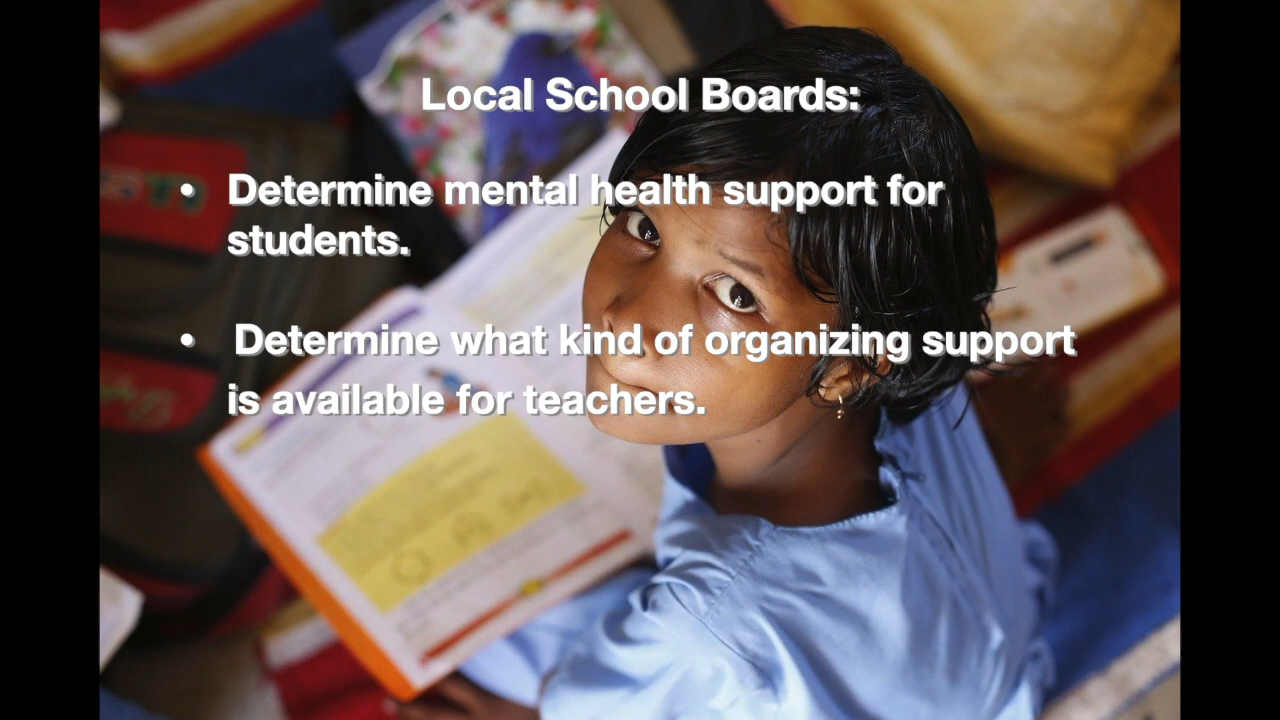 Local School Boards:
• Determine mental health support for
students.
• Determine what kind of organizing support
is available for teachers.